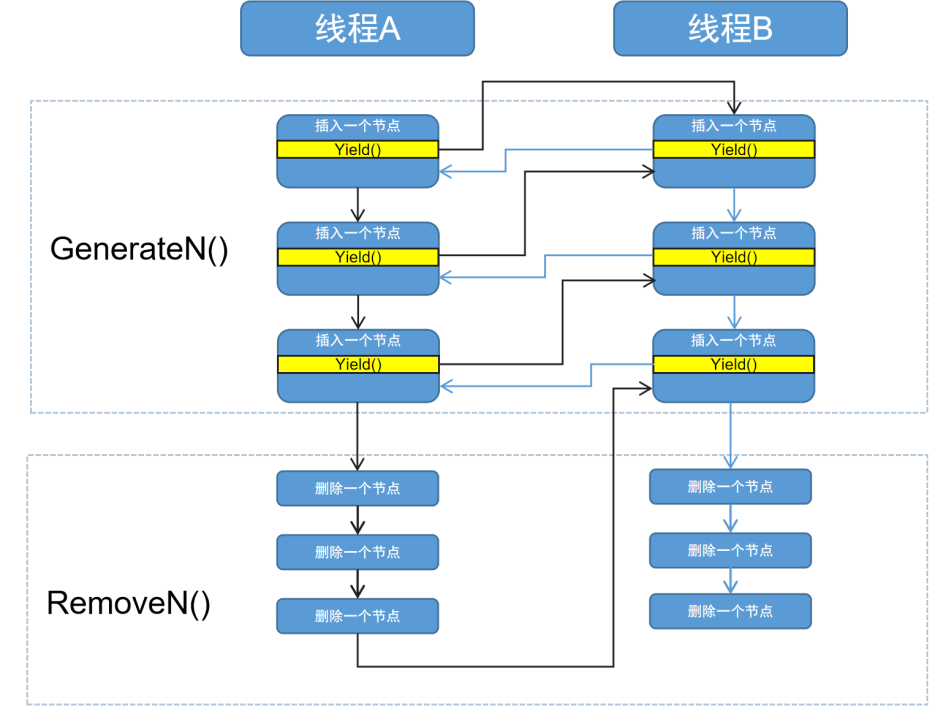 线程A
线程B
插入一个节点
Yield()
插入一个节点
Yield()
GenerateN()
插入一个节点
Yield()
插入一个节点
Yield()
插入一个节点
Yield()
插入一个节点
Yield()
删除一个节点
删除一个节点
删除一个节点
删除一个节点
RemoveN()
删除一个节点
删除一个节点